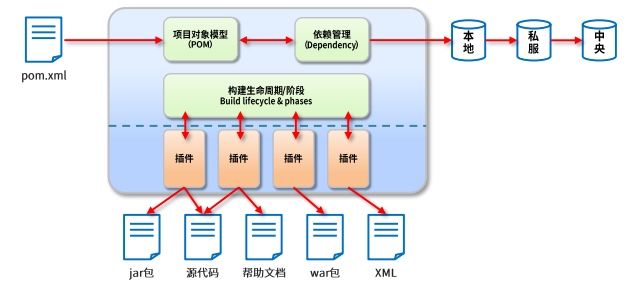 项目对象模型
(POM)
依赖管理
(Dependency)
本
地
私
服
中
央
pom.xml
构建生命周期/阶段
Build lifecycle & phases
插件
插件
插件
插件
jar包
源代码
帮助文档
war包
XML